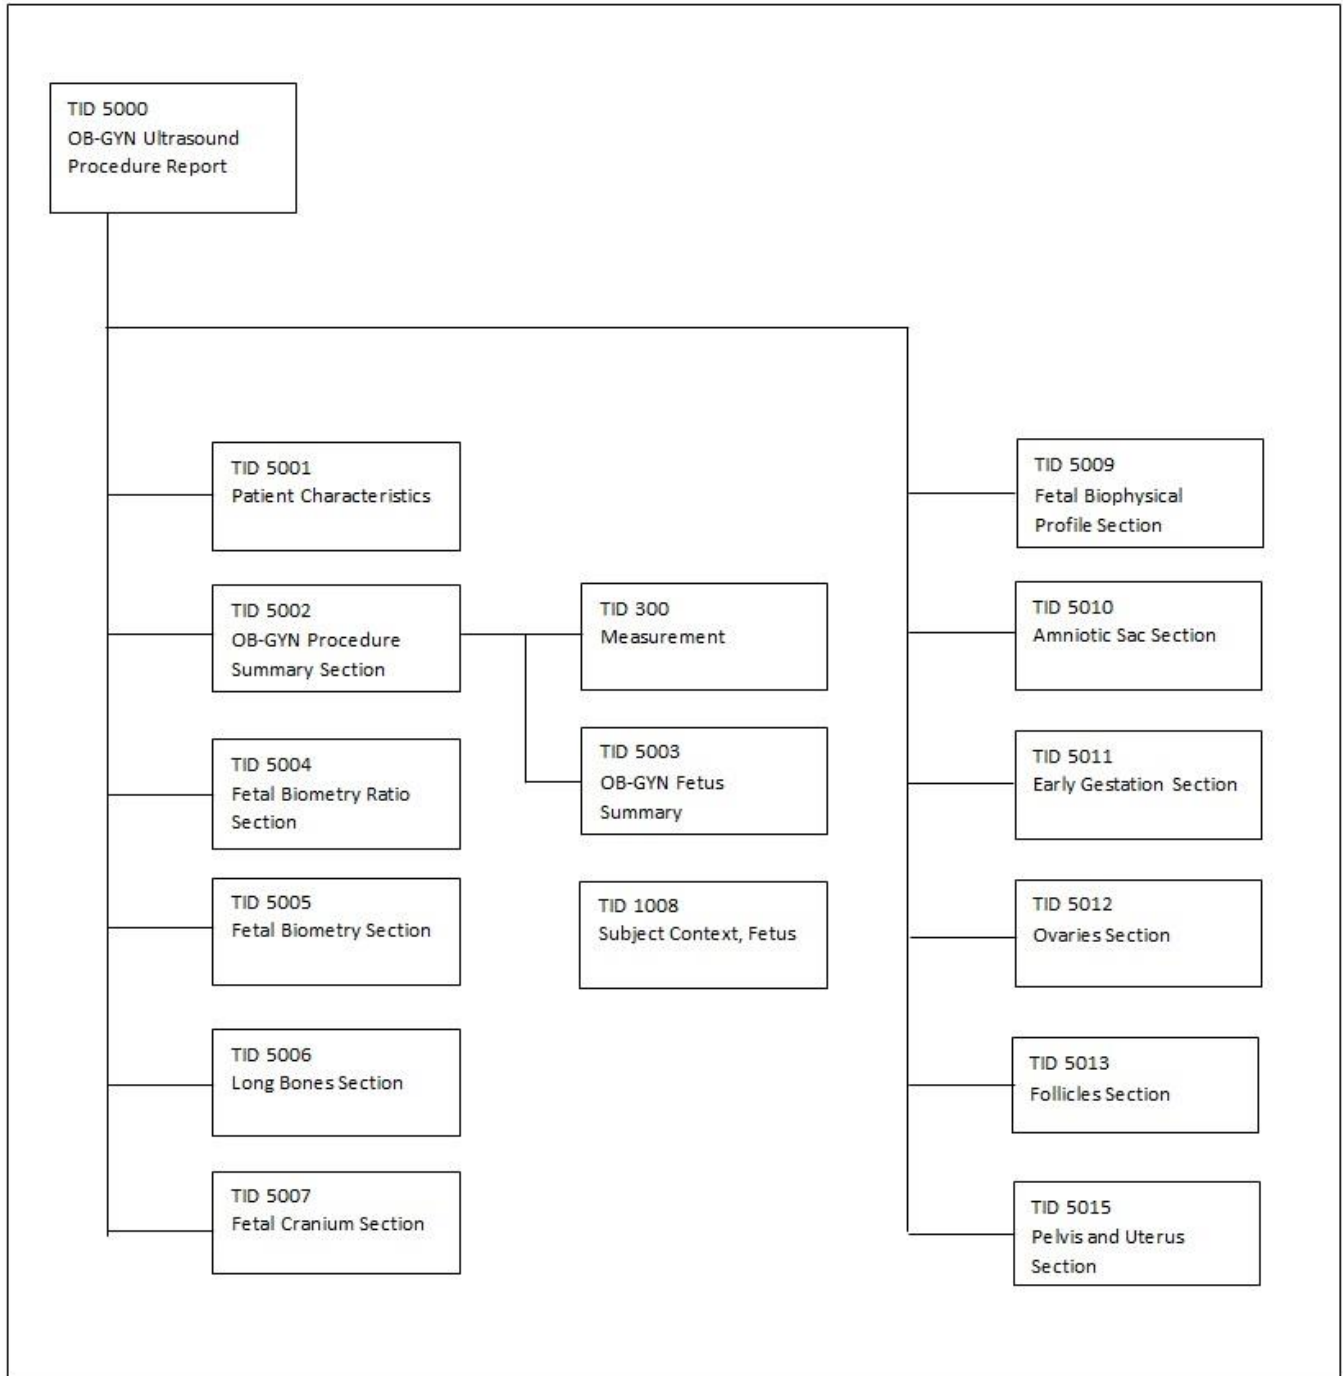 TID 5000
OB-GYN Ultrasound
Procedure Report
TID 5001
Patient Characteristics
TID 5002
OB-GYN Procedure
Summary Section
TID 300
Measurement
TID 5003
OB-GYN Fetus
Summary
TID 5004
Fetal Biometry Ratio
Section
TID 5005
Fetal Biometry Section
TID 1008
Subject Context, Fetus
TID 5006
Long Bones Section
TID 5007
Fetal Cranium Section
TID 5009
Fetal Biophysical
Profile Section
TID 5010
Amniotic Sac Section
TID 5011
Early Gestation Section
TID 5012
Ovaries Section
TID 5013
Follicles Section
TID 5015
Pelvis and Uterus
Section